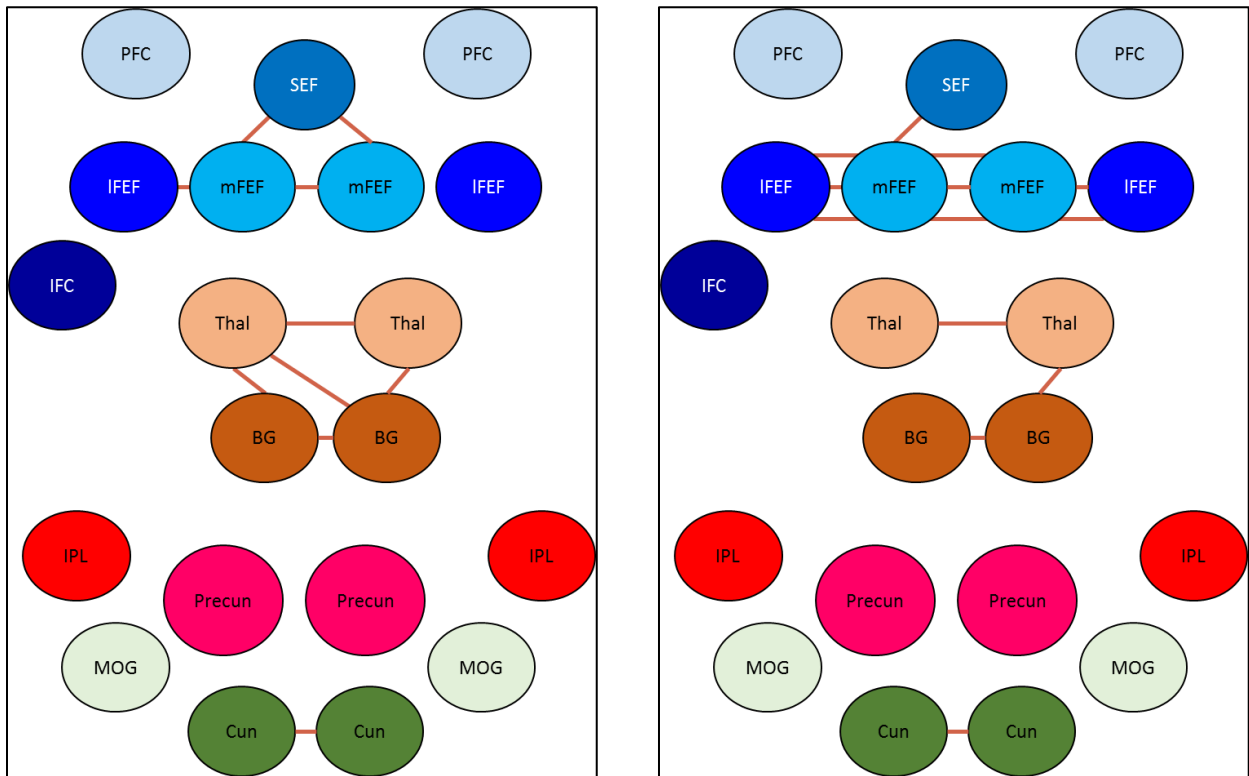 PFC
PFC
SEF
lFEF
mFEF
mFEF
lFEF
IFC
Thal
Thal
BG
BG
IPL
IPL
Precun
Precun
MOG
MOG
Cun
Cun
PFC
PFC
SEF
lFEF
mFEF
mFEF
lFEF
IFC
Thal
Thal
BG
BG
IPL
IPL
Precun
Precun
MOG
MOG
Cun
Cun